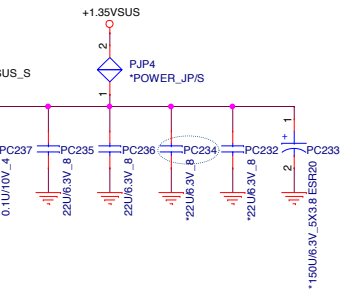 +1.35VSUS
2
PJP4
*POWER_JP/S
SUS_S
1
PC237
0.1U/10V_4
PC235
22U/6.3V_8
PC236
22U/6.3V_8
PC234
*22U/6.3V_8
PC232
*22U/6.3V_8
1
+
PC233
2
*150U/6.3V_5X3.8 ESR20